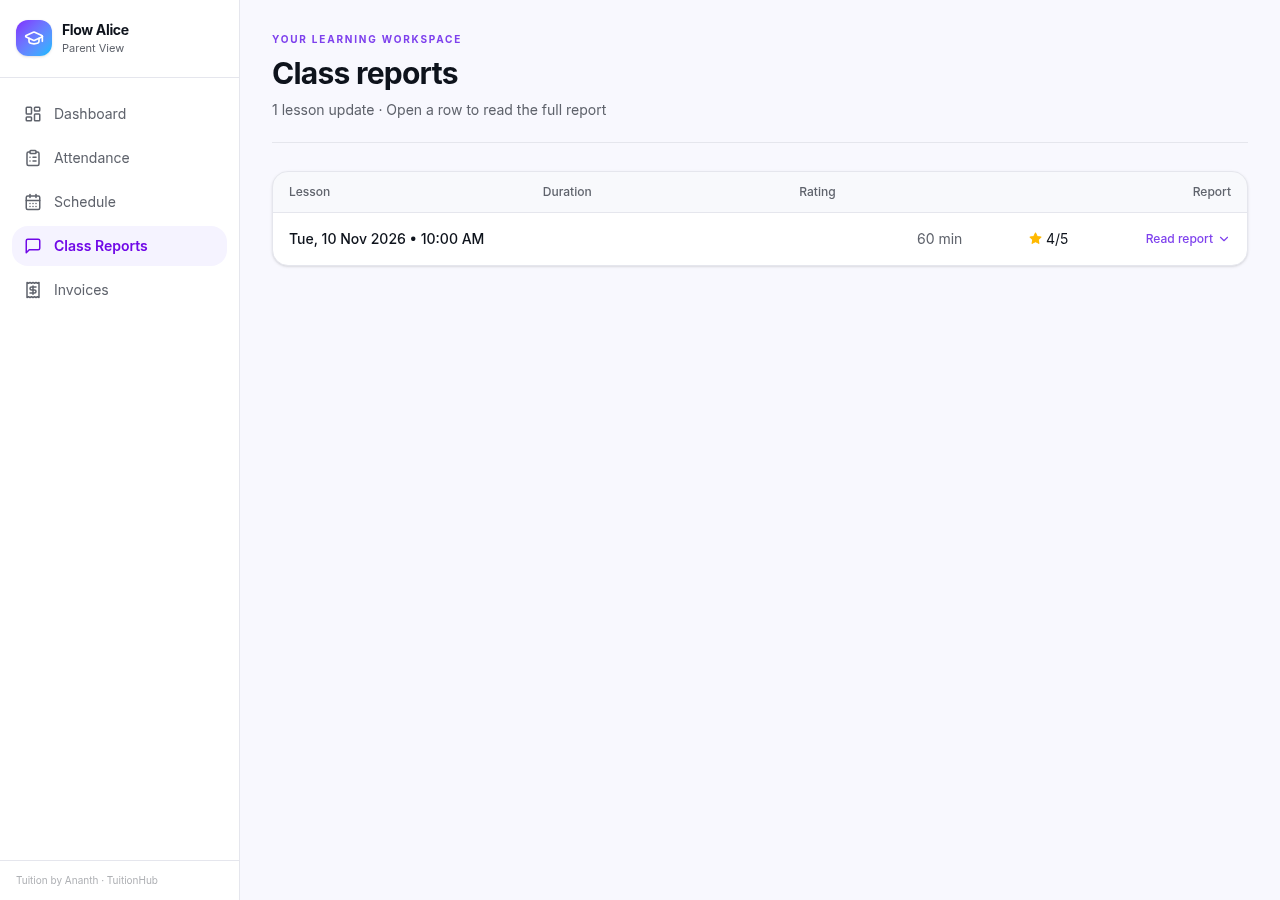 Flow Alice
Parent View
Dashboard
Attendance
Schedule
Class Reports
Invoices
Tuition by Ananth · TuitionHub
YOUR LEARNING WORKSPACE
Class reports
1 lesson update · Open a row to read the full report
Lesson Duration Rating Report
Tue, 10 Nov 2026 • 10:00 AM 60 min 4/5 Read report